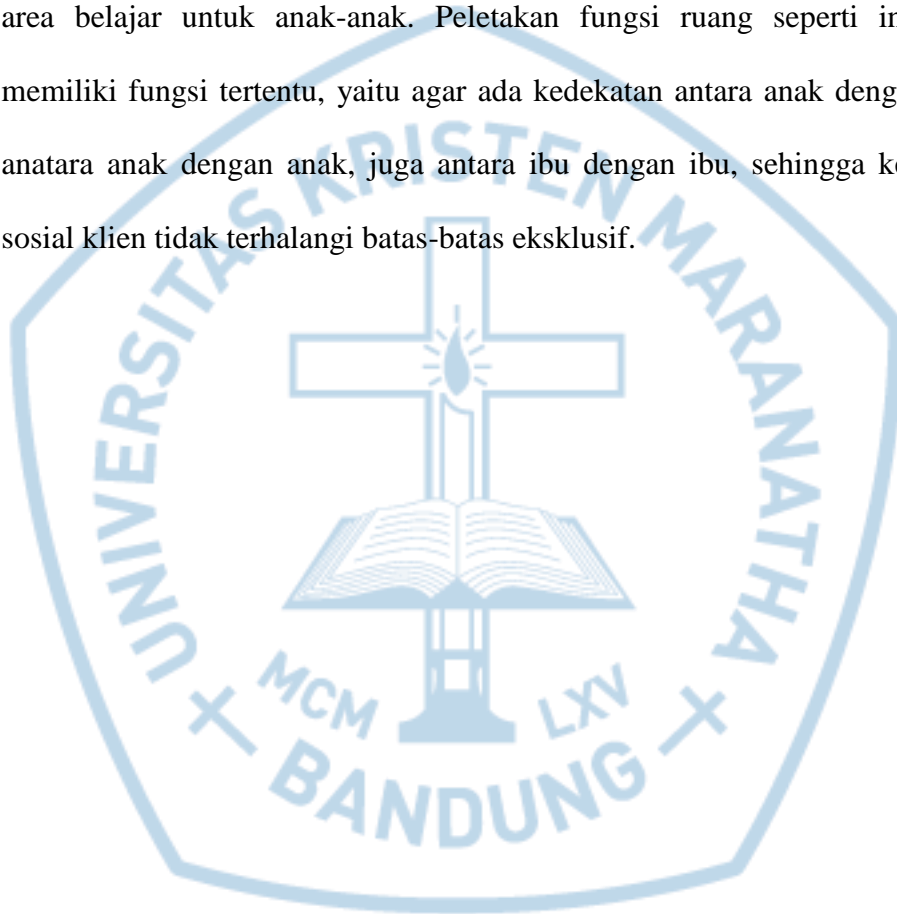 area belajar untuk anak-anak. Peletakan fungsi ruang seperti
memiliki fungsi tertentu, yaitu agar ada kedekatan antara anak
anatara anak dengan anak, juga antara ibu dengan ibu, sehingga
sosial klien tidak terhalangi batas-batas eksklusif.
UNIVERSITAS KRISTEN MARANATHA
MCM LXV
BANDUNG